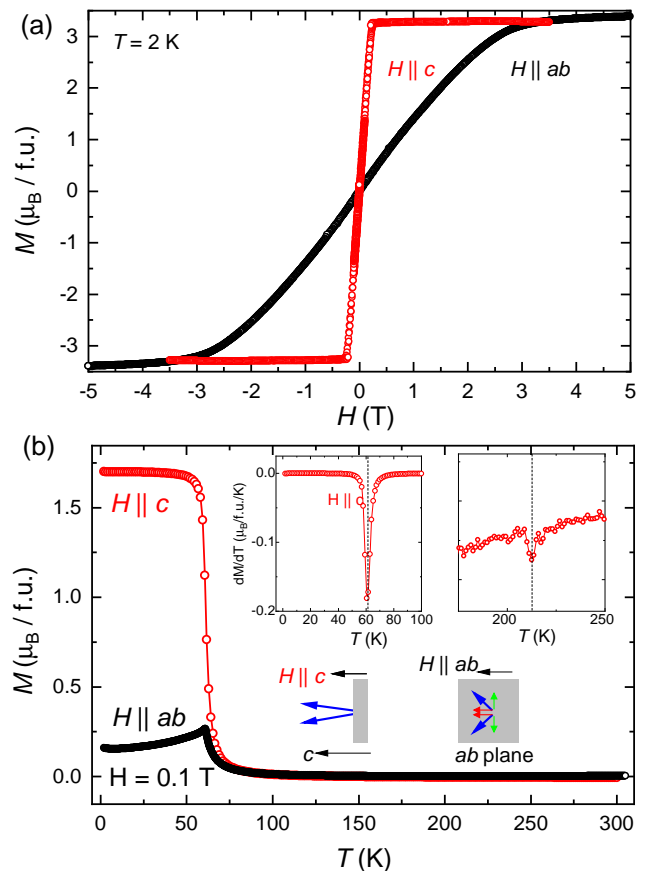 (a)
T = 2 K
H || c
H || ab
M (μB / f.u.)
3
2
1
0
-1
-2
-3
-5 -4 -3 -2 -1 0 1 2 3 4 5
H (T)
(b)
H || c
H || ab
H = 0.1 T
M (μB / f.u.)
1.5
1.0
0.5
0.0
0 50 100 150 200 250 300
T (K)
H || c
dM/dT (μB/f.u./K)
0.0
-0.1
-0.2
0 20 40 60 80 100
T (K)
200 250
T (K)
H || c
c
H || ab
ab plane